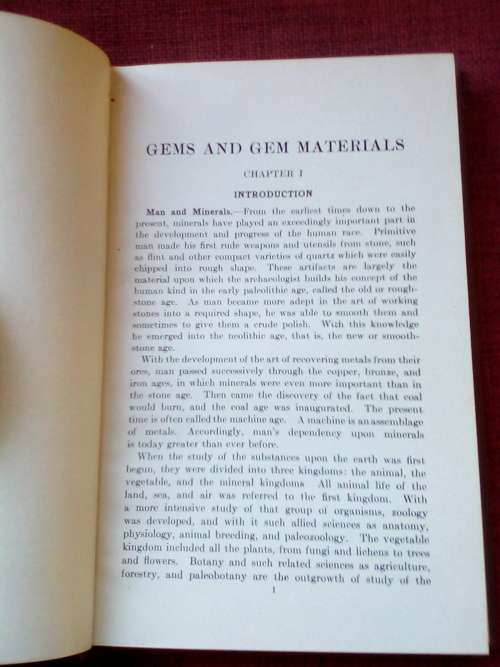 GEMS AND GEM MATERIALS
CHAPTER I
INTRODUCTION
Man and Minerals.—From the earliest times down to the
present, minerals have played an exceedingly important part in
the development and progress of the human race. Primitive
man made his first rude weapons and utensils from stone, such
as flint and other compact varieties of quartz which were easily
chipped into rough shape. These artifacts are largely the
material upon which the archaeologist builds his concept of the
human kind in the early paleolithic age, called the old or rough-
stone age. As man became more adept in the art of working
stones into a required shape, he was able to smooth them and
sometimes to give them a crude polish. With this knowledge
he emerged into the neolithic age, that is, the new or smooth-
stone age.
With the development of the art of recovering metals from their
ores, man passed successively through the copper, bronze, and
iron ages, in which minerals were even more important than in
the stone age. Then came the discovery of the fact that coal
would burn, and the coal age was inaugurated. The present
time is often called the machine age. A machine is an assemblage
of metals. Accordingly, man's dependency upon minerals
is today greater than ever before.
When the study of the substances upon the earth was first
begun, they were divided into three kingdoms: the animal, the
vegetable, and the mineral kingdoms All animal life of the
land, sea, and air was referred to the first kingdom. With
a more intensive study of that group of organisms, zoology
was developed, and with it such allied sciences as anatomy,
physiology, animal breeding, and paleozoology. The vegetable
kingdom included all the plants, from fungi and lichens to trees
and flowers. Botany and such related sciences as agriculture,
forestry, and paleobotany are the outgrowth of study of the
1